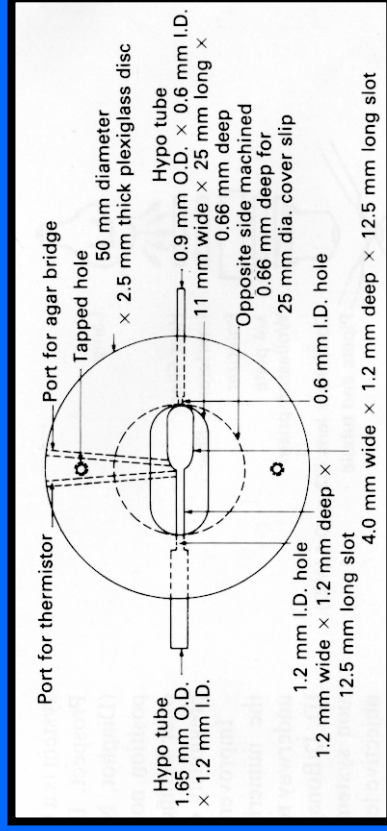 Port for thermistor
Port for agar bridge
Tapped hole
50 mm diameter
× 2.5 mm thick plexiglass disc
Hypo tube
0.9 mm O.D. × 0.6 mm I.D.
11 mm wide × 25 mm long ×
0.66 mm deep
Opposite side machined
0.66 mm deep for
25 mm dia. cover slip
Hypo tube
1.65 mm O.D.
× 1.2 mm I.D.
0.6 mm I.D. hole
1.2 mm I.D. hole
1.2 mm wide × 1.2 mm deep ×
12.5 mm long slot
4.0 mm wide × 1.2 mm deep × 12.5 mm long slot